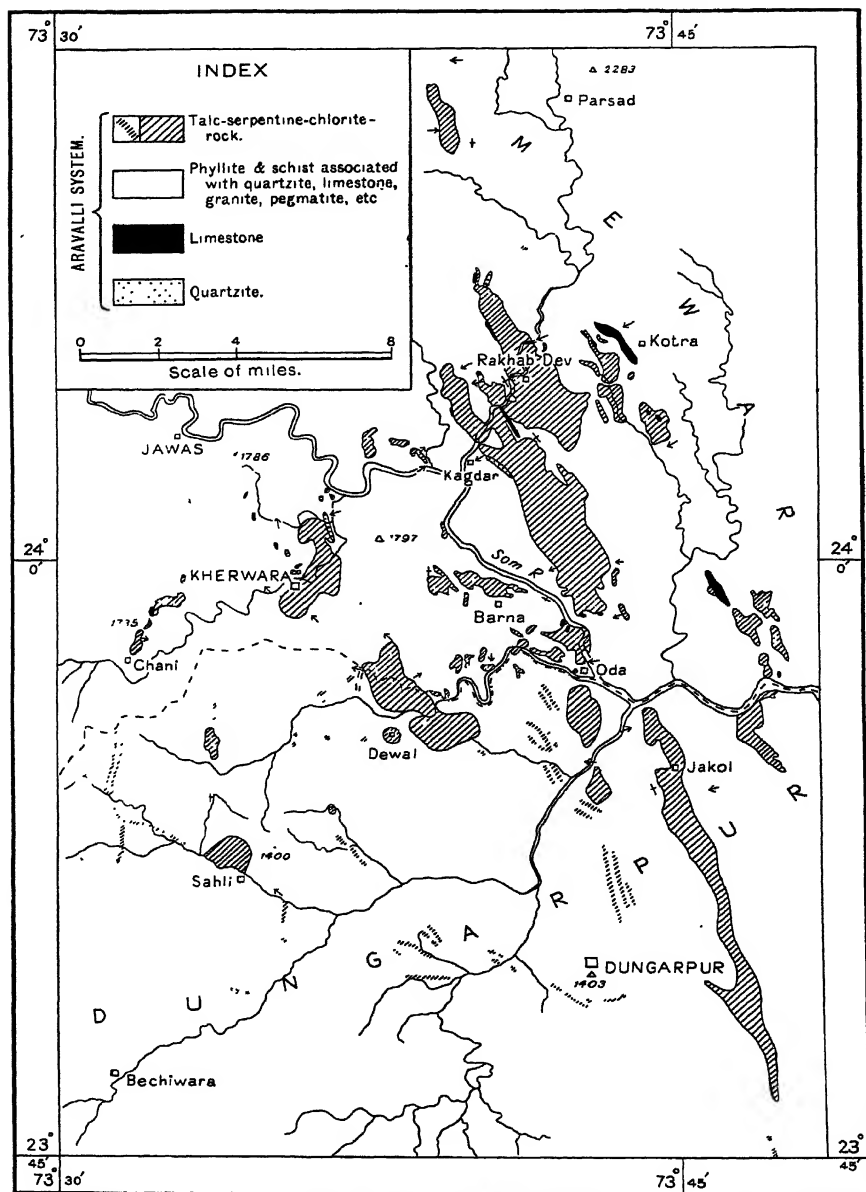 73° 30'
73° 45'
INDEX
ARAVALLI SYSTEM.
Talc-serpentine-chlorite-
rock.
Phyllite & schist associated
with quartzite, limestone,
granite, pegmatite, etc
Limestone
Quartzite.
0 2 4 6 8
Scale of miles.
2283
Parsad
M E W A R
Kotra
Rakhab Dev
JAWAS
1786
Kagdar
24° 0'
1797
Som R
24° 0'
KHERWARA
Barna
1775
Chani
Oda
Dewal
Jakol
1400
Sahli
DUNGARPUR
1403
D U N G A R P U R
Bechiwara
23° 45'
73° 30'
73° 45'
23° 45'